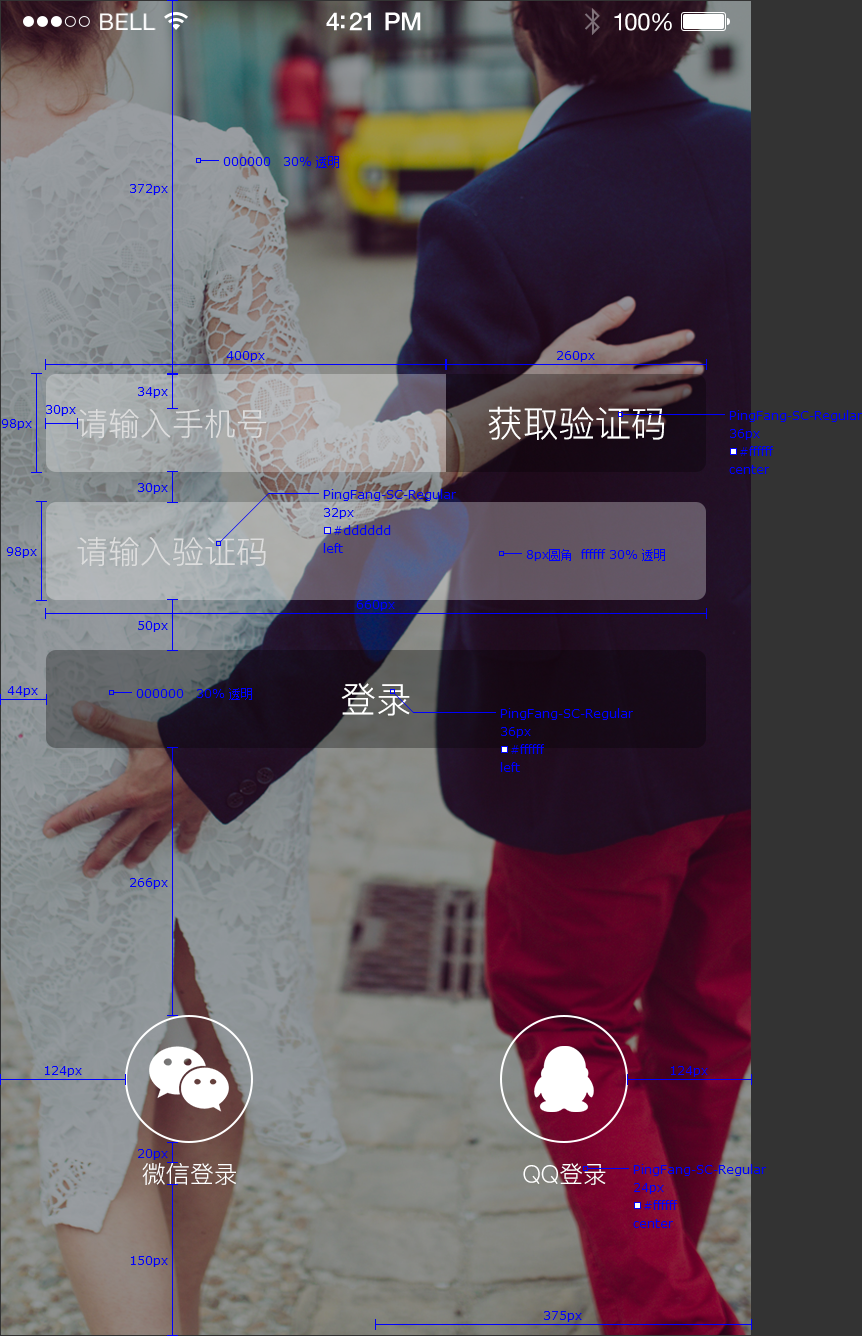 BELL 4:21 PM 100%
000000 30% 透明
372px
400px 260px
34px
98px 30px 请输入手机号 获取验证码
PingFang-SC-Regular
36px
#ffffff
center
30px
PingFang-SC-Regular
32px
#dddddd
left
98px 请输入验证码
8px圆角 ffffff 30% 透明
660px
50px
44px 000000 30% 透明 登录
PingFang-SC-Regular
36px
#ffffff
left
266px
124px 124px
20px
微信登录 QQ登录
PingFang-SC-Regular
24px
#ffffff
center
150px
375px